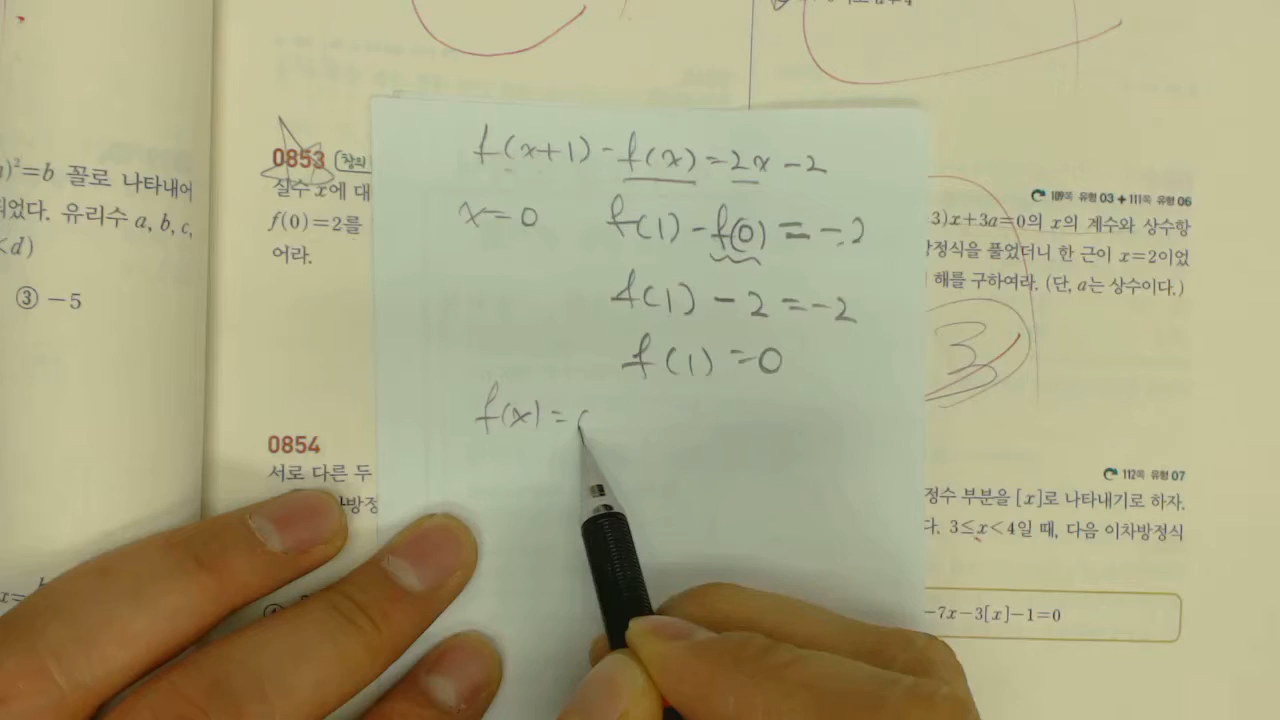 )²=b 꼴로 나타내어
되었다. 유리수 a, b, c,
<d)
③ -5
0853
실수 x에 대
f(0)=2를
어라.
0854
서로 다른 두
f(x+1)-f(x)=2x-2
x=0 f(1)-f(0)=-2
f(1)-2=-2
f(1)=0
f(x)=
109쪽 유형 03 + 111쪽 유형 06
3)x+3a=0의 x의 계수와 상수항
방정식을 풀었더니 한 근이 x=2이었
해를 구하여라. (단, a는 상수이다.)
3
112쪽 유형 07
정수 부분을 [x]로 나타내기로 하자.
다. 3≤x<4일 때, 다음 이차방정식
-7x-3[x]-1=0